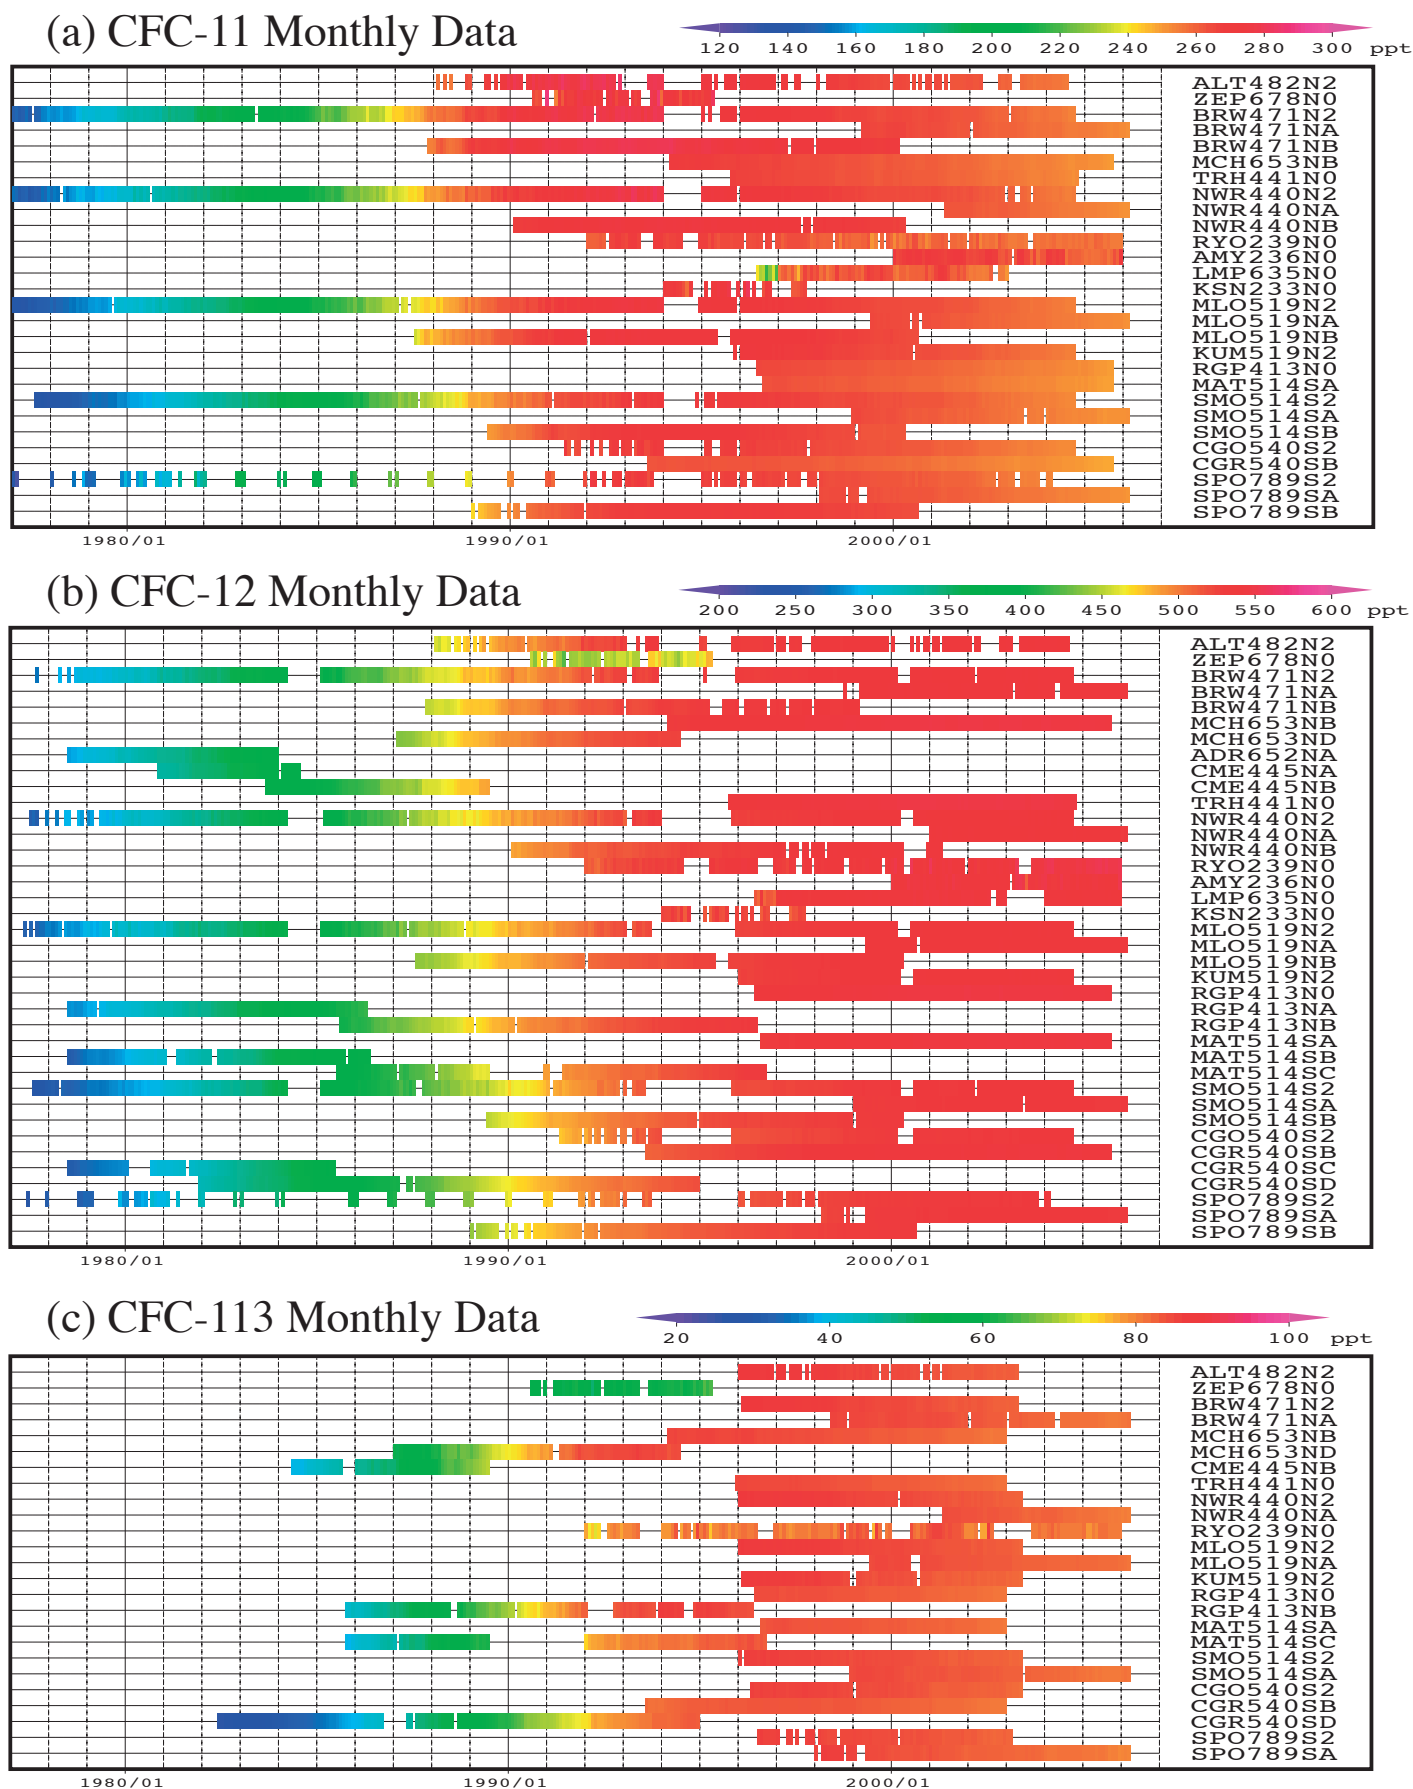 (a) CFC-11 Monthly Data
120 140 160 180 200 220 240 260 280 300 ppt
ALT482N2
ZEP678N0
BRW471N2
BRW471NA
BRW471NB
MCH653NB
TRH441N0
NWR440N2
NWR440NA
NWR440NB
RYO239N0
AMY236N0
LMP635N0
KSN233N0
MLO519N2
MLO519NA
MLO519NB
KUM519N2
RGP413N0
MAT514SA
SMO514S2
SMO514SA
SMO514SB
CGO540S2
CGR540SB
SPO789S2
SPO789SA
SPO789SB
1980/01 1990/01 2000/01
(b) CFC-12 Monthly Data
200 250 300 350 400 450 500 550 600 ppt
ALT482N2
ZEP678N0
BRW471N2
BRW471NA
BRW471NB
MCH653NB
MCH653ND
ADR652NA
CME445NA
CME445NB
TRH441N0
NWR440N2
NWR440NA
NWR440NB
RYO239N0
AMY236N0
LMP635N0
KSN233N0
MLO519N2
MLO519NA
MLO519NB
KUM519N2
RGP413N0
RGP413NA
RGP413NB
MAT514SA
MAT514SB
MAT514SC
SMO514S2
SMO514SA
SMO514SB
CGO540S2
CGR540SB
CGR540SC
CGR540SD
SPO789S2
SPO789SA
SPO789SB
1980/01 1990/01 2000/01
(c) CFC-113 Monthly Data
20 40 60 80 100 ppt
ALT482N2
ZEP678N0
BRW471N2
BRW471NA
MCH653NB
MCH653ND
CME445NB
TRH441N0
NWR440N2
NWR440NA
RYO239N0
MLO519N2
MLO519NA
KUM519N2
RGP413N0
RGP413NB
MAT514SA
MAT514SC
SMO514S2
SMO514SA
CGO540S2
CGR540SB
CGR540SD
SPO789S2
SPO789SA
1980/01 1990/01 2000/01